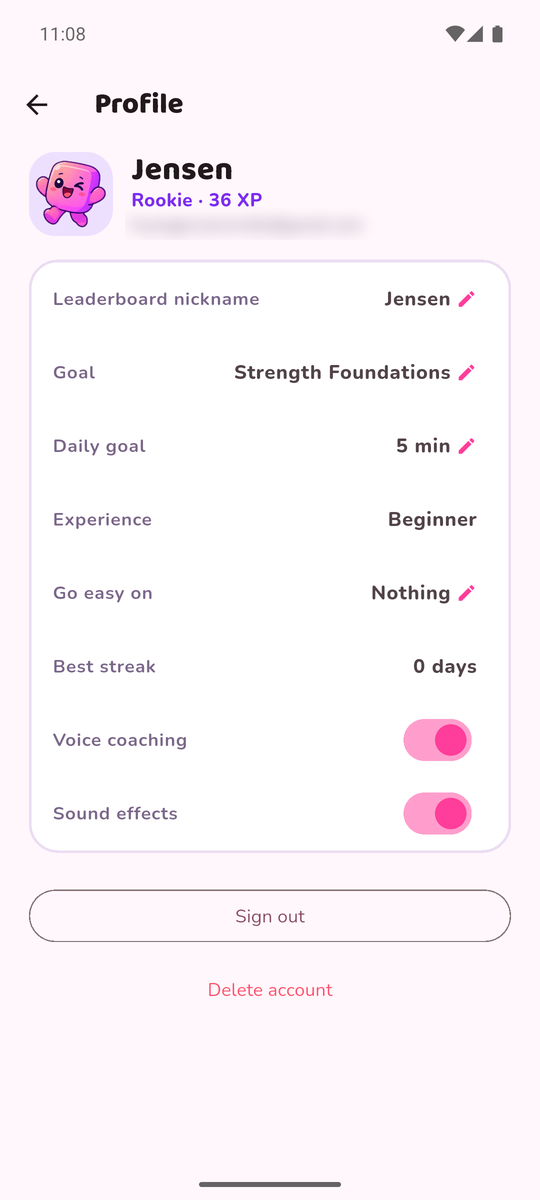 11:08
Profile
Jensen
Rookie · 36 XP
Leaderboard nickname Jensen
Goal Strength Foundations
Daily goal 5 min
Experience Beginner
Go easy on Nothing
Best streak 0 days
Voice coaching
Sound effects
Sign out
Delete account